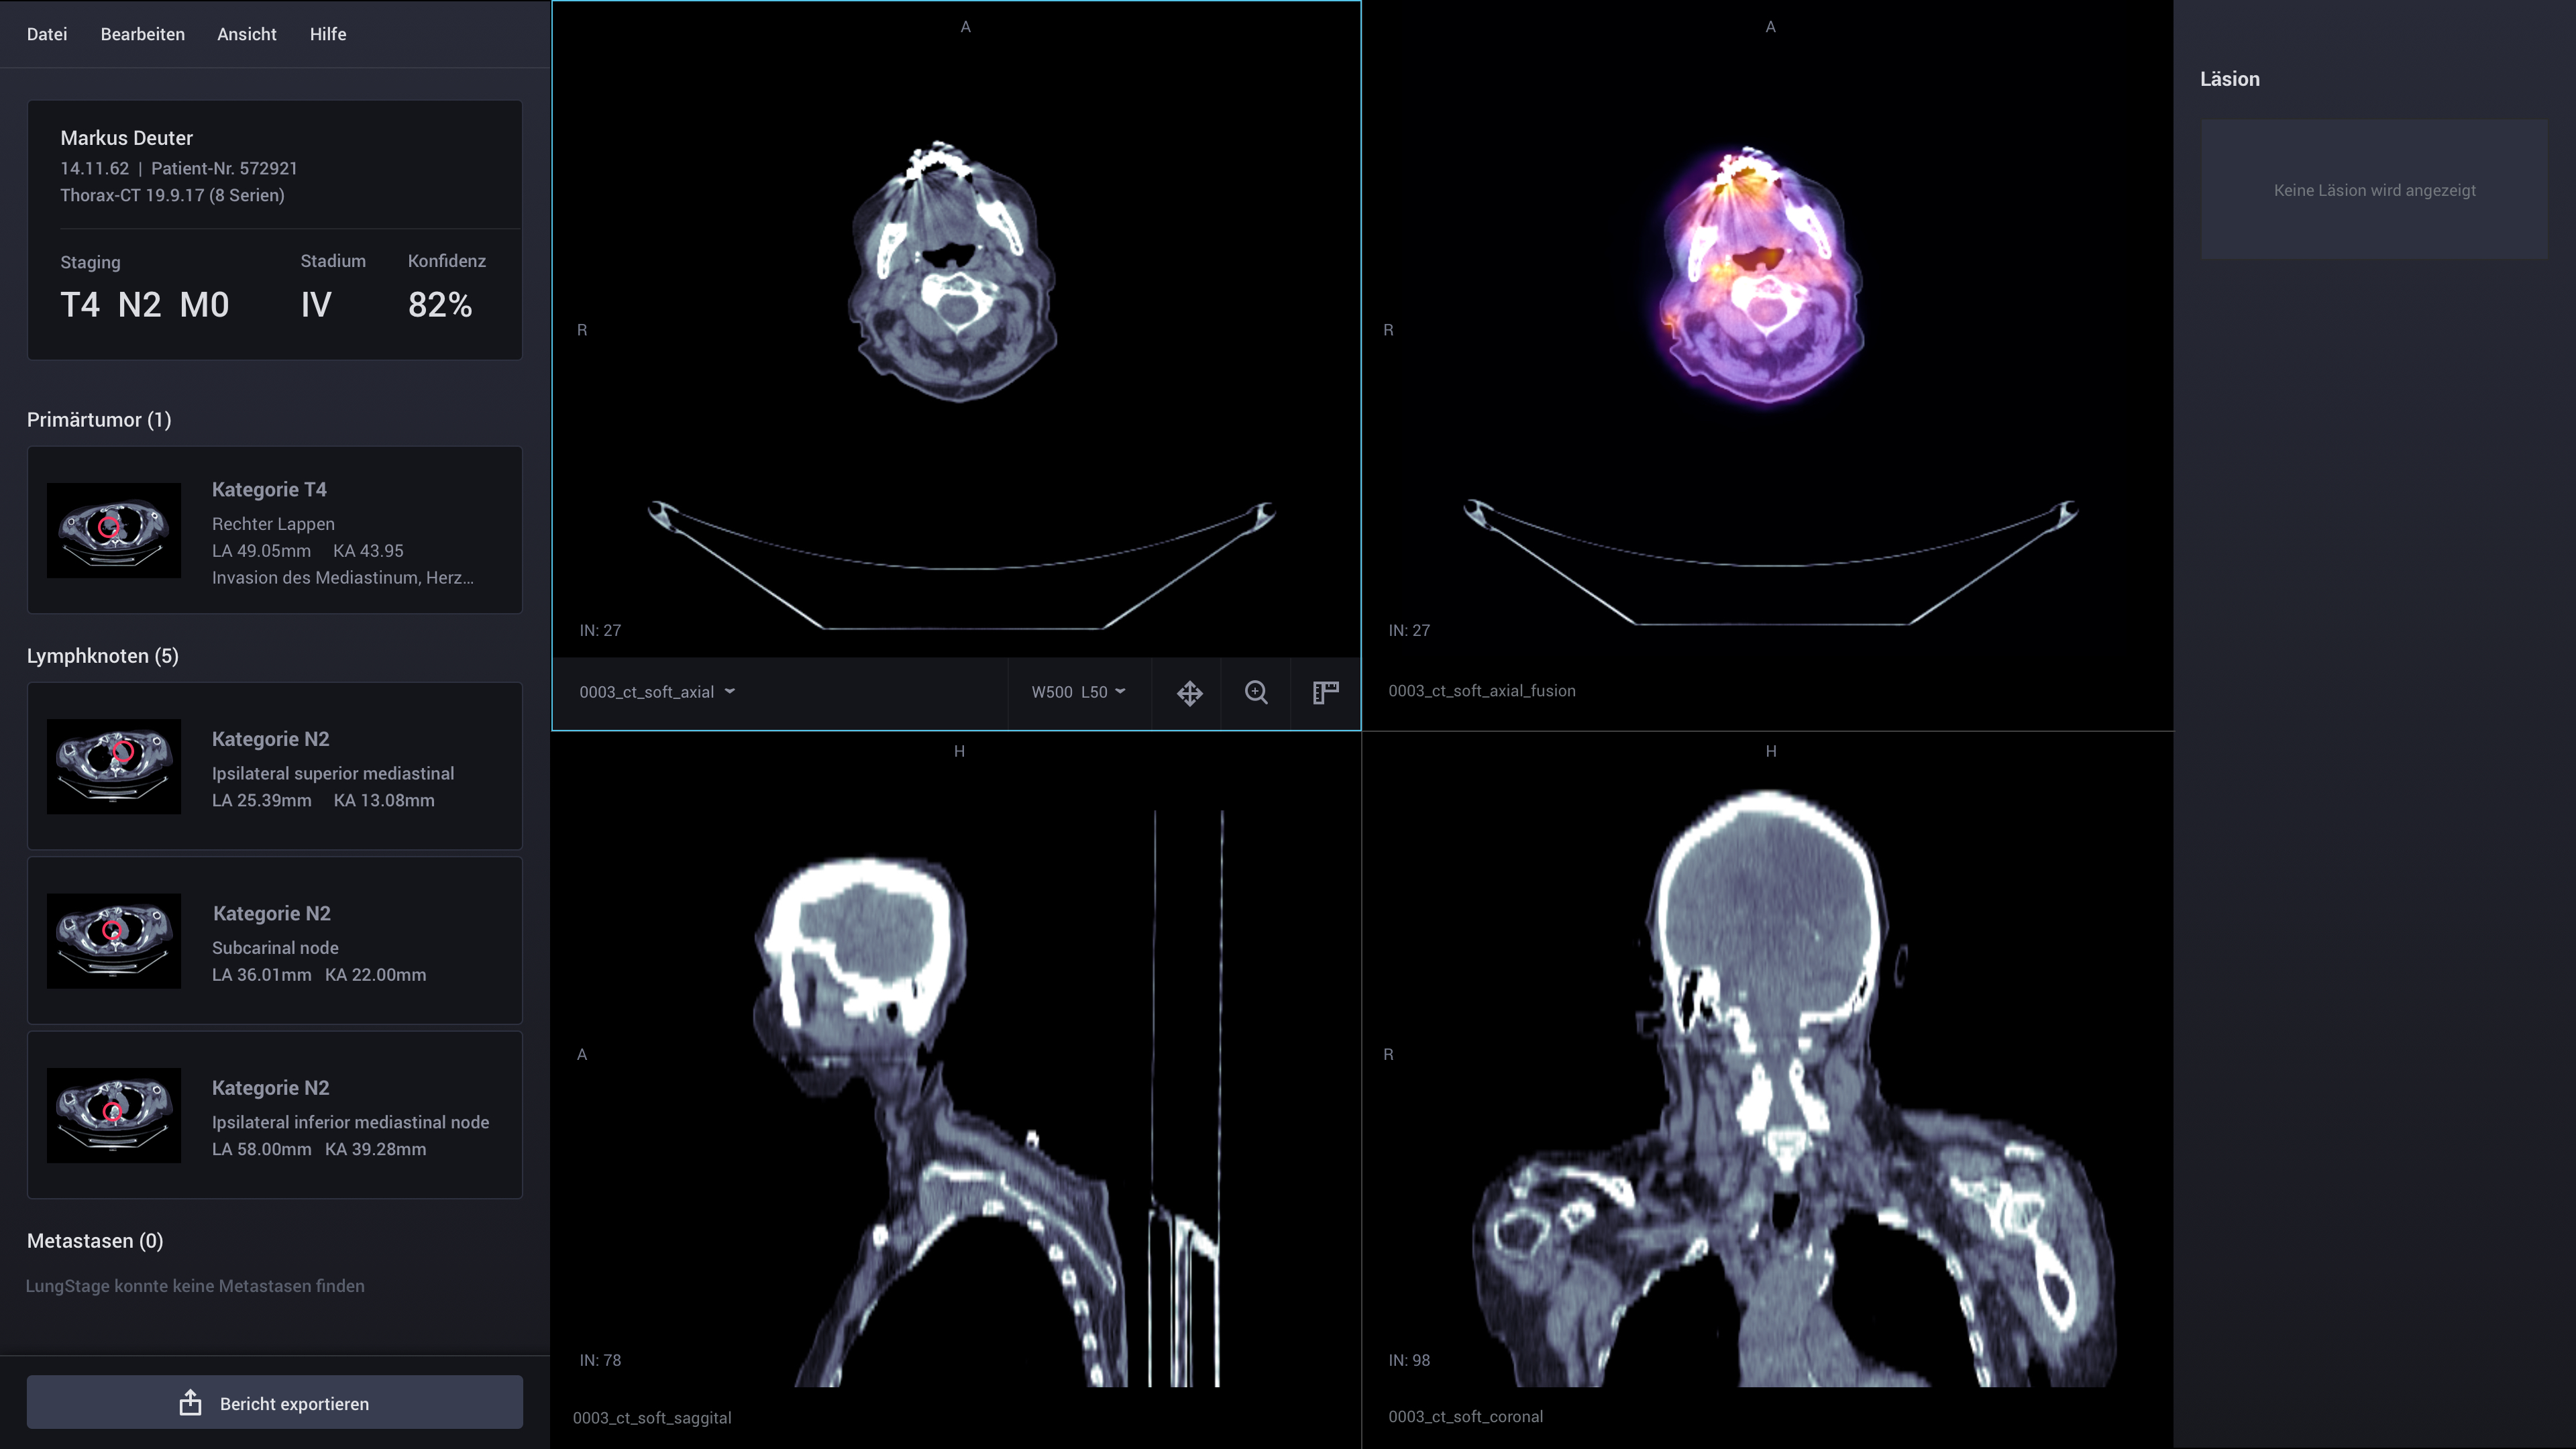 Datei Bearbeiten Ansicht Hilfe
Markus Deuter
14.11.62 | Patient-Nr. 572921
Thorax-CT 19.9.17 (8 Serien)
Staging Stadium Konfidenz
T4 N2 M0 IV 82%
Primärtumor (1)
Kategorie T4
Rechter Lappen
LA 49.05mm KA 43.95
Invasion des Mediastinum, Herz...
Lymphknoten (5)
Kategorie N2
Ipsilateral superior mediastinal
LA 25.39mm KA 13.08mm
Kategorie N2
Subcarinal node
LA 36.01mm KA 22.00mm
Kategorie N2
Ipsilateral inferior mediastinal node
LA 58.00mm KA 39.28mm
Metastasen (0)
LungStage konnte keine Metastasen finden
Bericht exportieren
A
R
IN: 27
0003_ct_soft_axial W500 L50
A
R
IN: 27
0003_ct_soft_axial_fusion
H
A
IN: 78
0003_ct_soft_saggital
H
R
IN: 98
0003_ct_soft_coronal
Läsion
Keine Läsion wird angezeigt